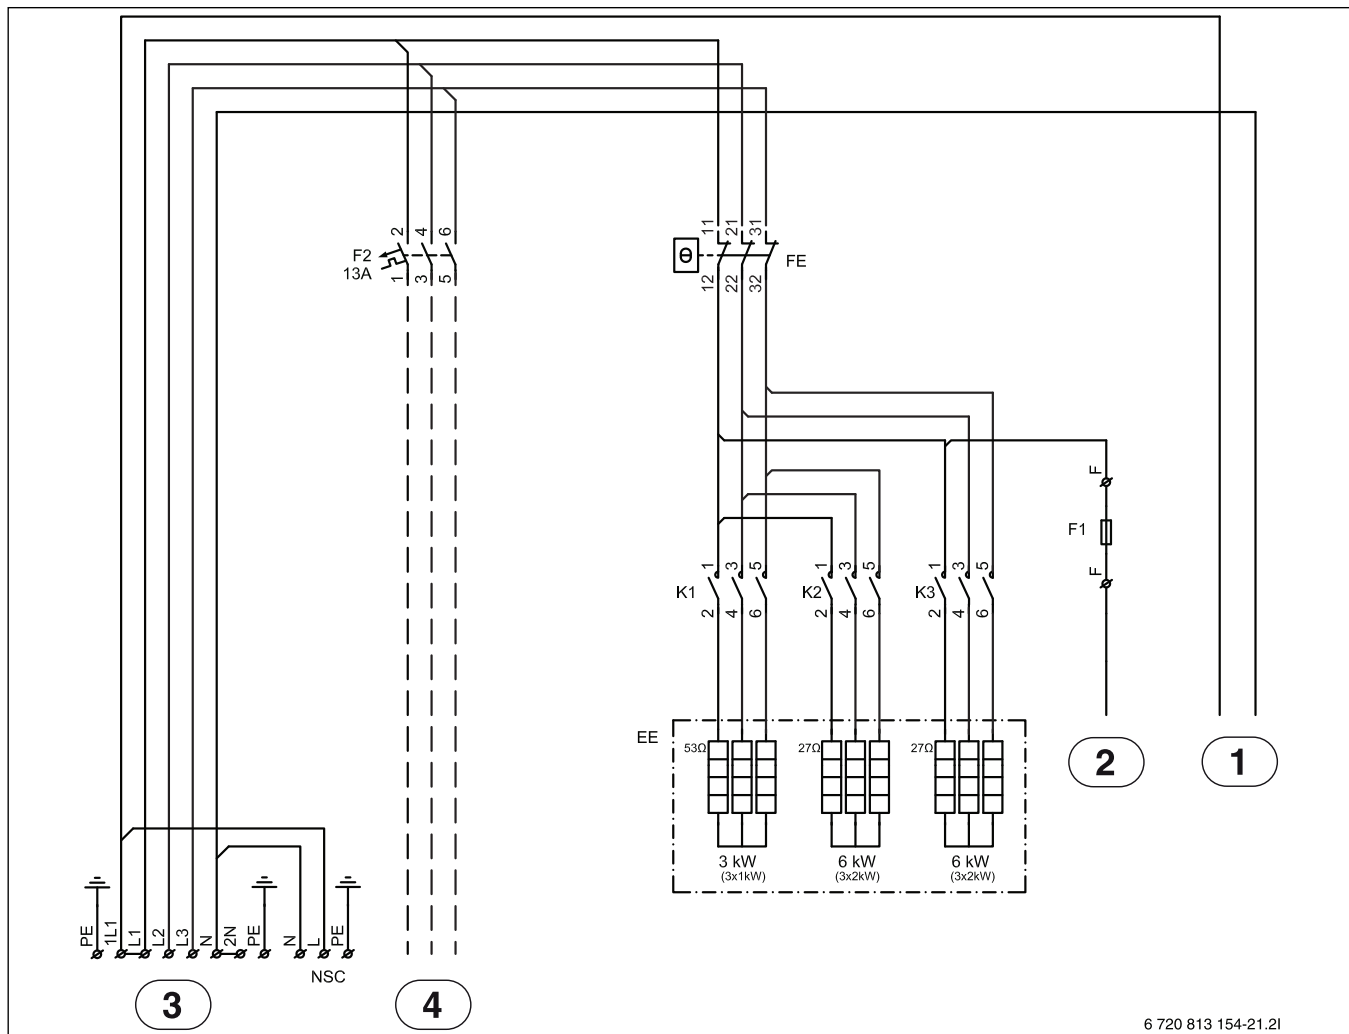 2 4 6
F2
13A
1 3 5
11 21 31
θ
FE
12 22 32
F
F1
F
1 3 5
K1
2 4 6
1 3 5
K2
2 4 6
1 3 5
K3
2 4 6
EE
53Ω
27Ω
27Ω
3 kW
(3x1kW)
6 kW
(3x2kW)
6 kW
(3x2kW)
2
1
PE 1L1 L1 L2 L3 N 2N PE N L PE
NSC
3
4
6 720 813 154-21.2I